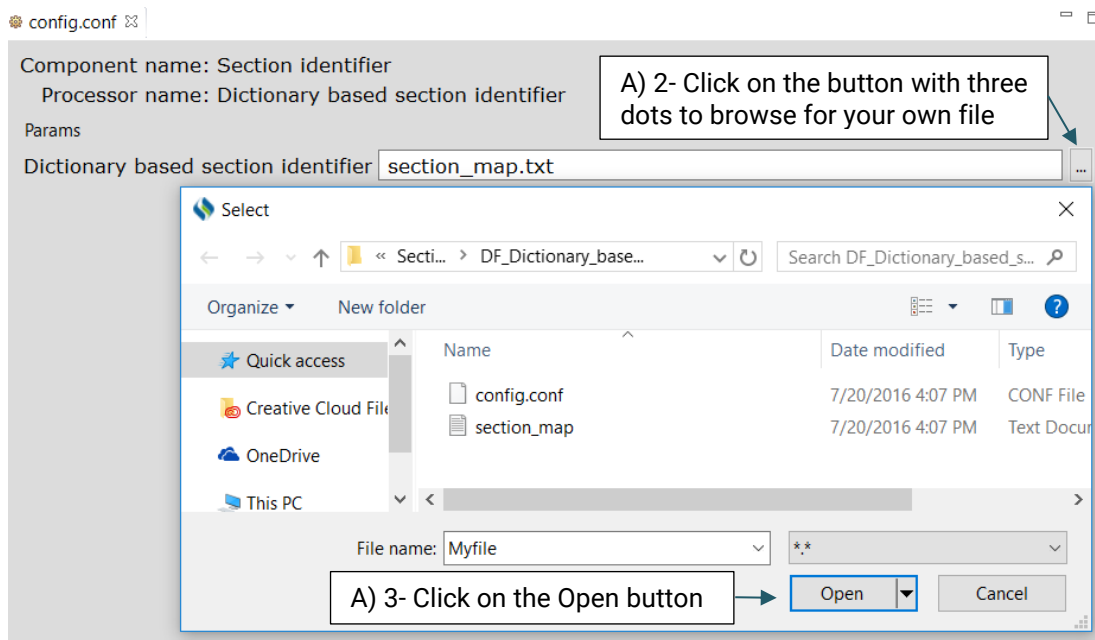 config.conf
Component name: Section identifier
Processor name: Dictionary based section identifier
A) 2- Click on the button with three
dots to browse for your own file
Params
Dictionary based section identifier section_map.txt ...
Select
« Secti... > DF_Dictionary_base... Search DF_Dictionary_based_s...
Organize New folder ?
Name Date modified Type
Quick access
config.conf 7/20/2016 4:07 PM CONF File
Creative Cloud File
section_map 7/20/2016 4:07 PM Text Docur
OneDrive
This PC
File name: Myfile *.*
A) 3- Click on the Open button
Open Cancel